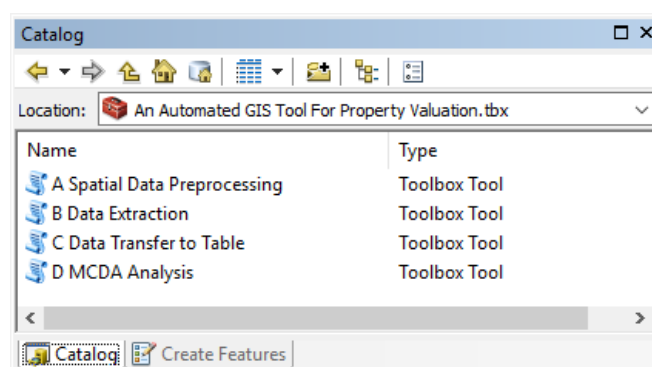 Catalog
Location: An Automated GIS Tool For Property Valuation.tbx
Name Type
A Spatial Data Preprocessing Toolbox Tool
B Data Extraction Toolbox Tool
C Data Transfer to Table Toolbox Tool
D MCDA Analysis Toolbox Tool
Catalog Create Features